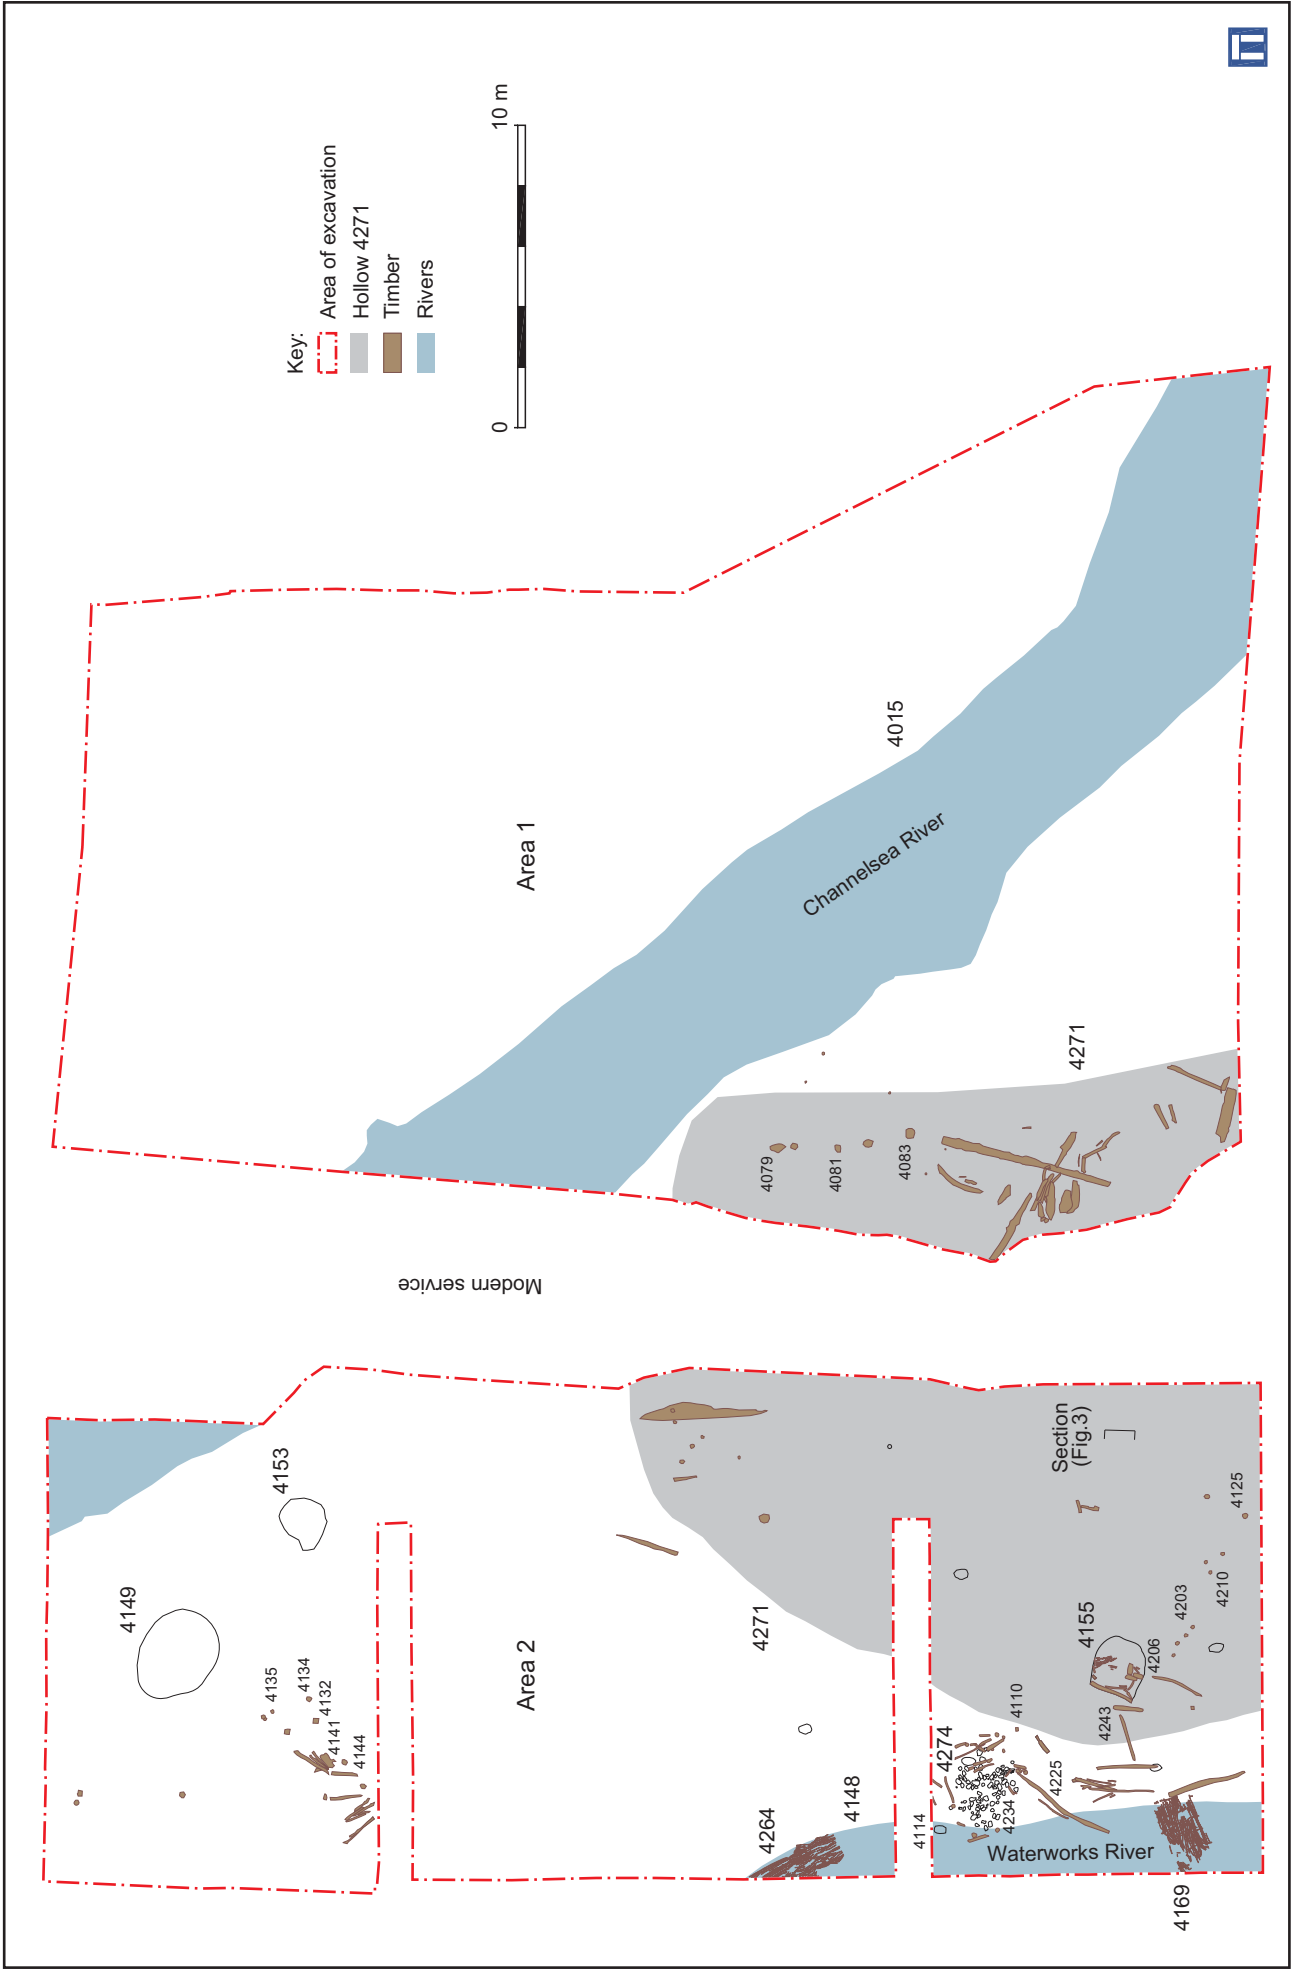 Key:
Area of excavation
Hollow 4271
Timber
Rivers
0
10 m
Area 1
4015
Channelsea River
4271
4079
4081
4083
Modern service
4153
4149
4135
4134
4132
4141
4144
Area 2
4271
Section
(Fig.3)
4125
4210
4203
4155
4206
4243
4110
4274
4225
4234
4114
4148
4264
Waterworks River
4169